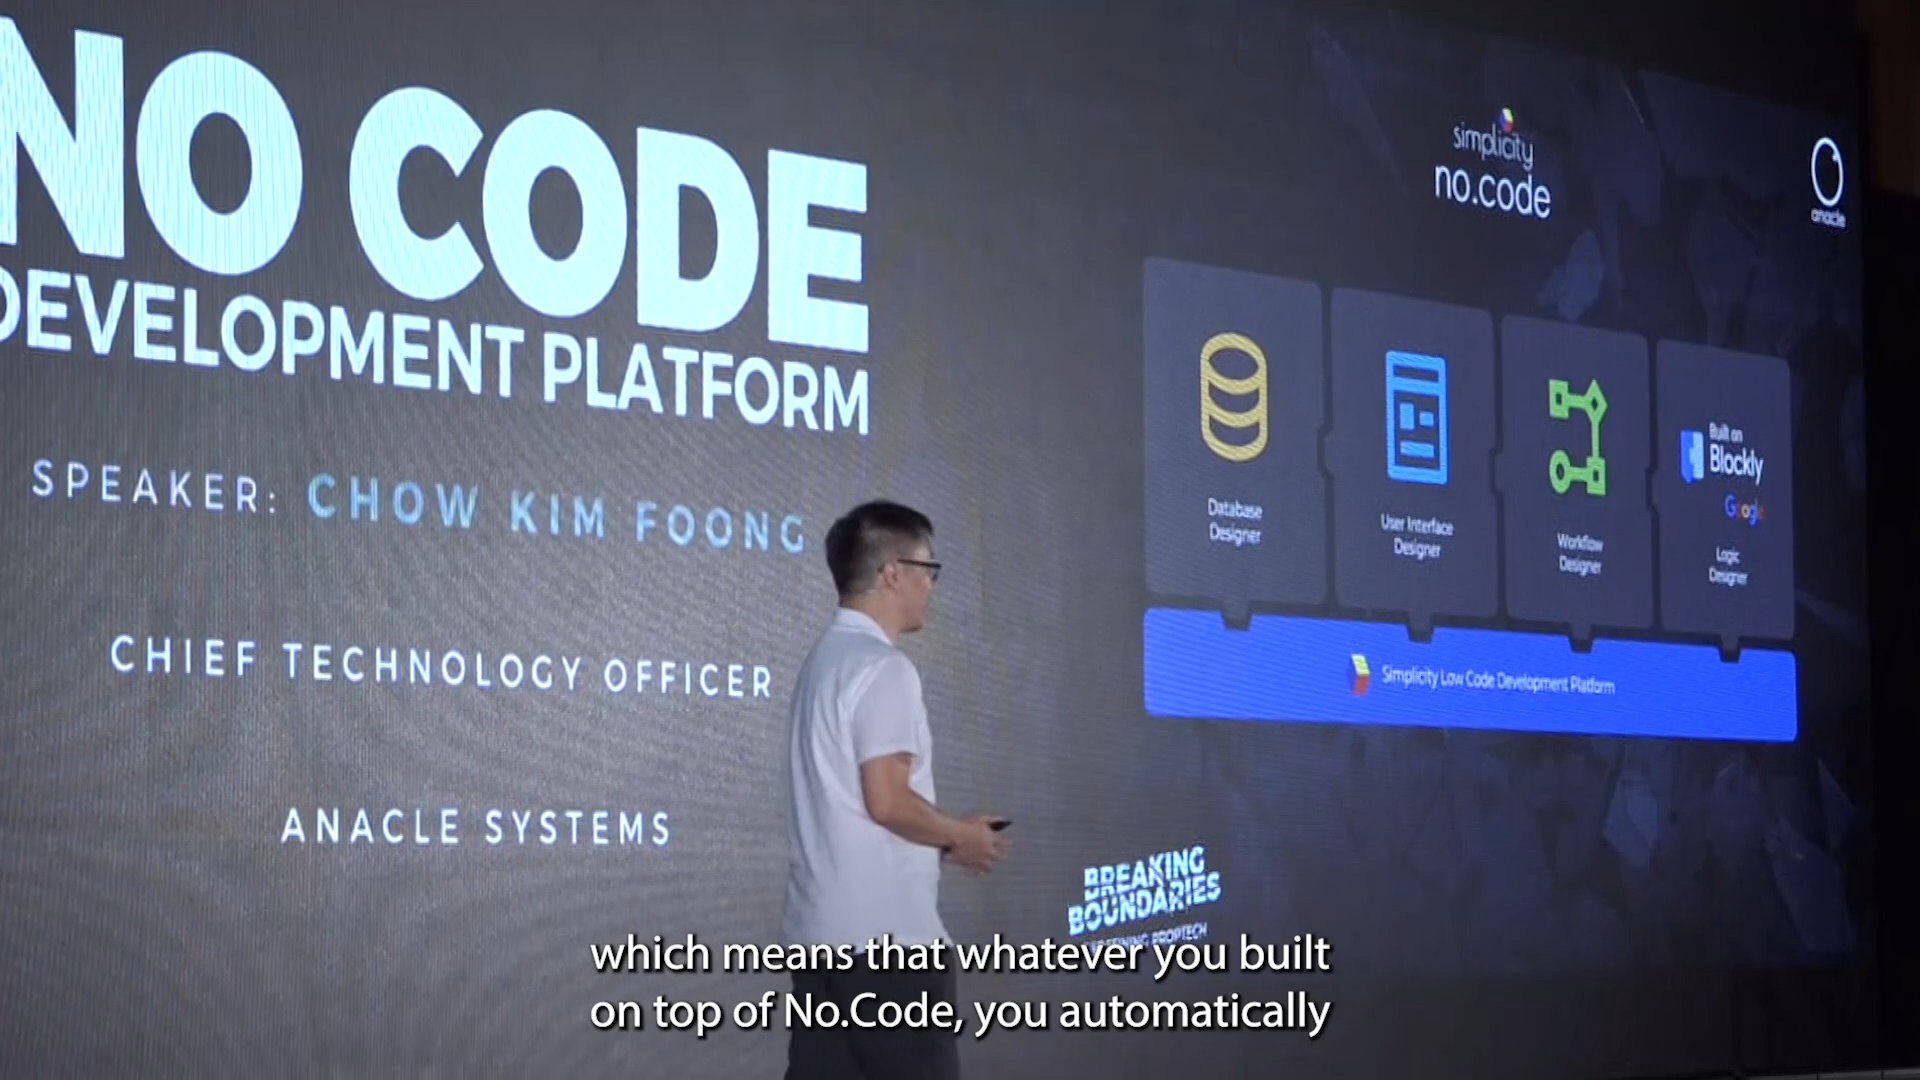 NO CODE
DEVELOPMENT PLATFORM
SPEAKER: CHOW KIM FOONG
CHIEF TECHNOLOGY OFFICER
ANACLE SYSTEMS
simplicity
no.code
anacle
Database
Designer
User Interface
Designer
Workflow
Designer
Built on
Blockly
Google
Logic
Designer
Simplicity Low Code Development Platform
BREAKING
BOUNDARIES
PROPTECH
which means that whatever you built
on top of No.Code, you automatically